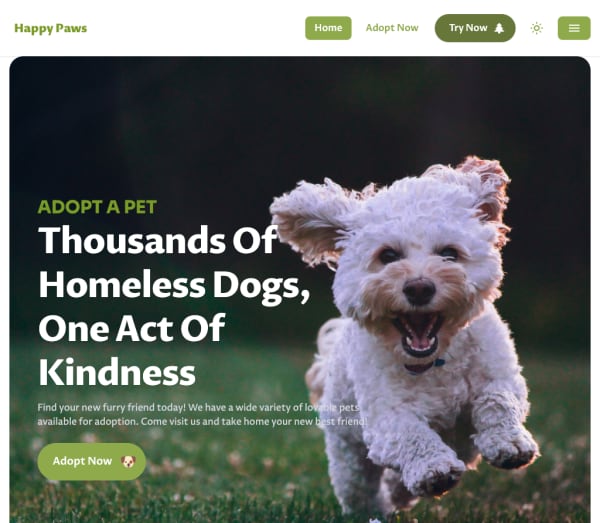 Happy Paws
Home
Adopt Now
Try Now
ADOPT A PET
Thousands Of
Homeless Dogs,
One Act Of
Kindness
Find your new furry friend today! We have a wide variety of lovable pets
available for adoption. Come visit us and take home your new best friend!
Adopt Now